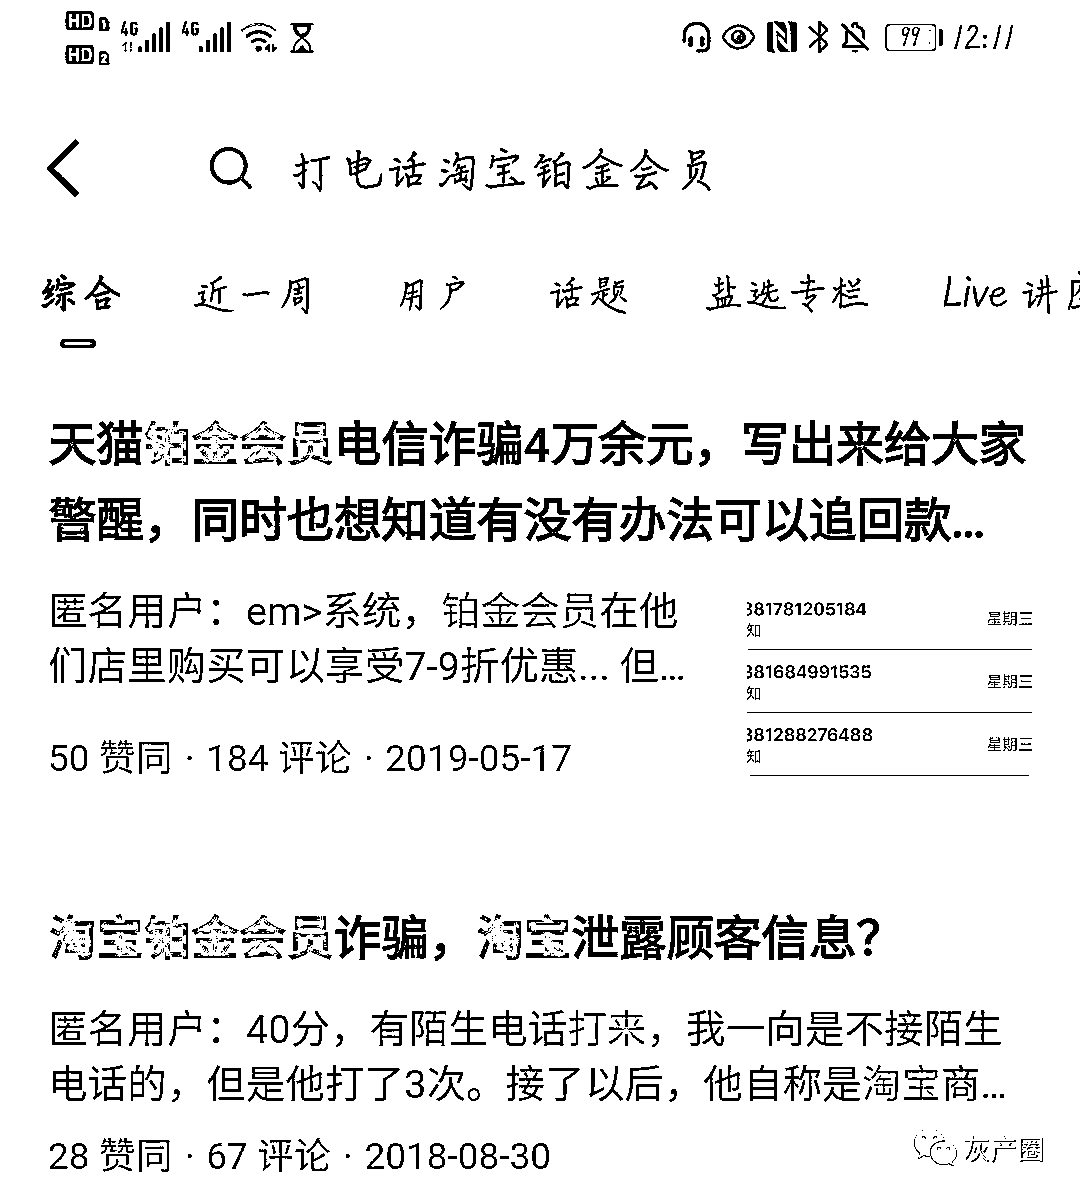 HD 1 4G 4G 99 12:11
HD 2
打电话淘宝铂金会员
综合 近一周 用户 话题 盐选专栏 Live 讲座
天猫铂金会员电信诈骗4万余元，写出来给大家
警醒，同时也想知道有没有办法可以追回款...
匿名用户：em>系统，铂金会员在他
们店里购买可以享受7-9折优惠... 但...
381781205184 星期三
知
381684991535 星期三
知
381288276488 星期三
知
50 赞同 · 184 评论 · 2019-05-17
淘宝铂金会员诈骗，淘宝泄露顾客信息？
匿名用户：40分，有陌生电话打来，我一向是不接陌生
电话的，但是他打了3次。接了以后，他自称是淘宝商...
28 赞同 · 67 评论 · 2018-08-30
灰产圈